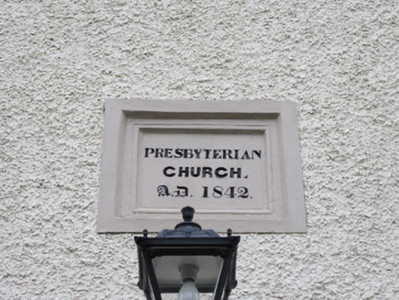 PRESBYTERIAN
CHURCH.
A.D. 1842.